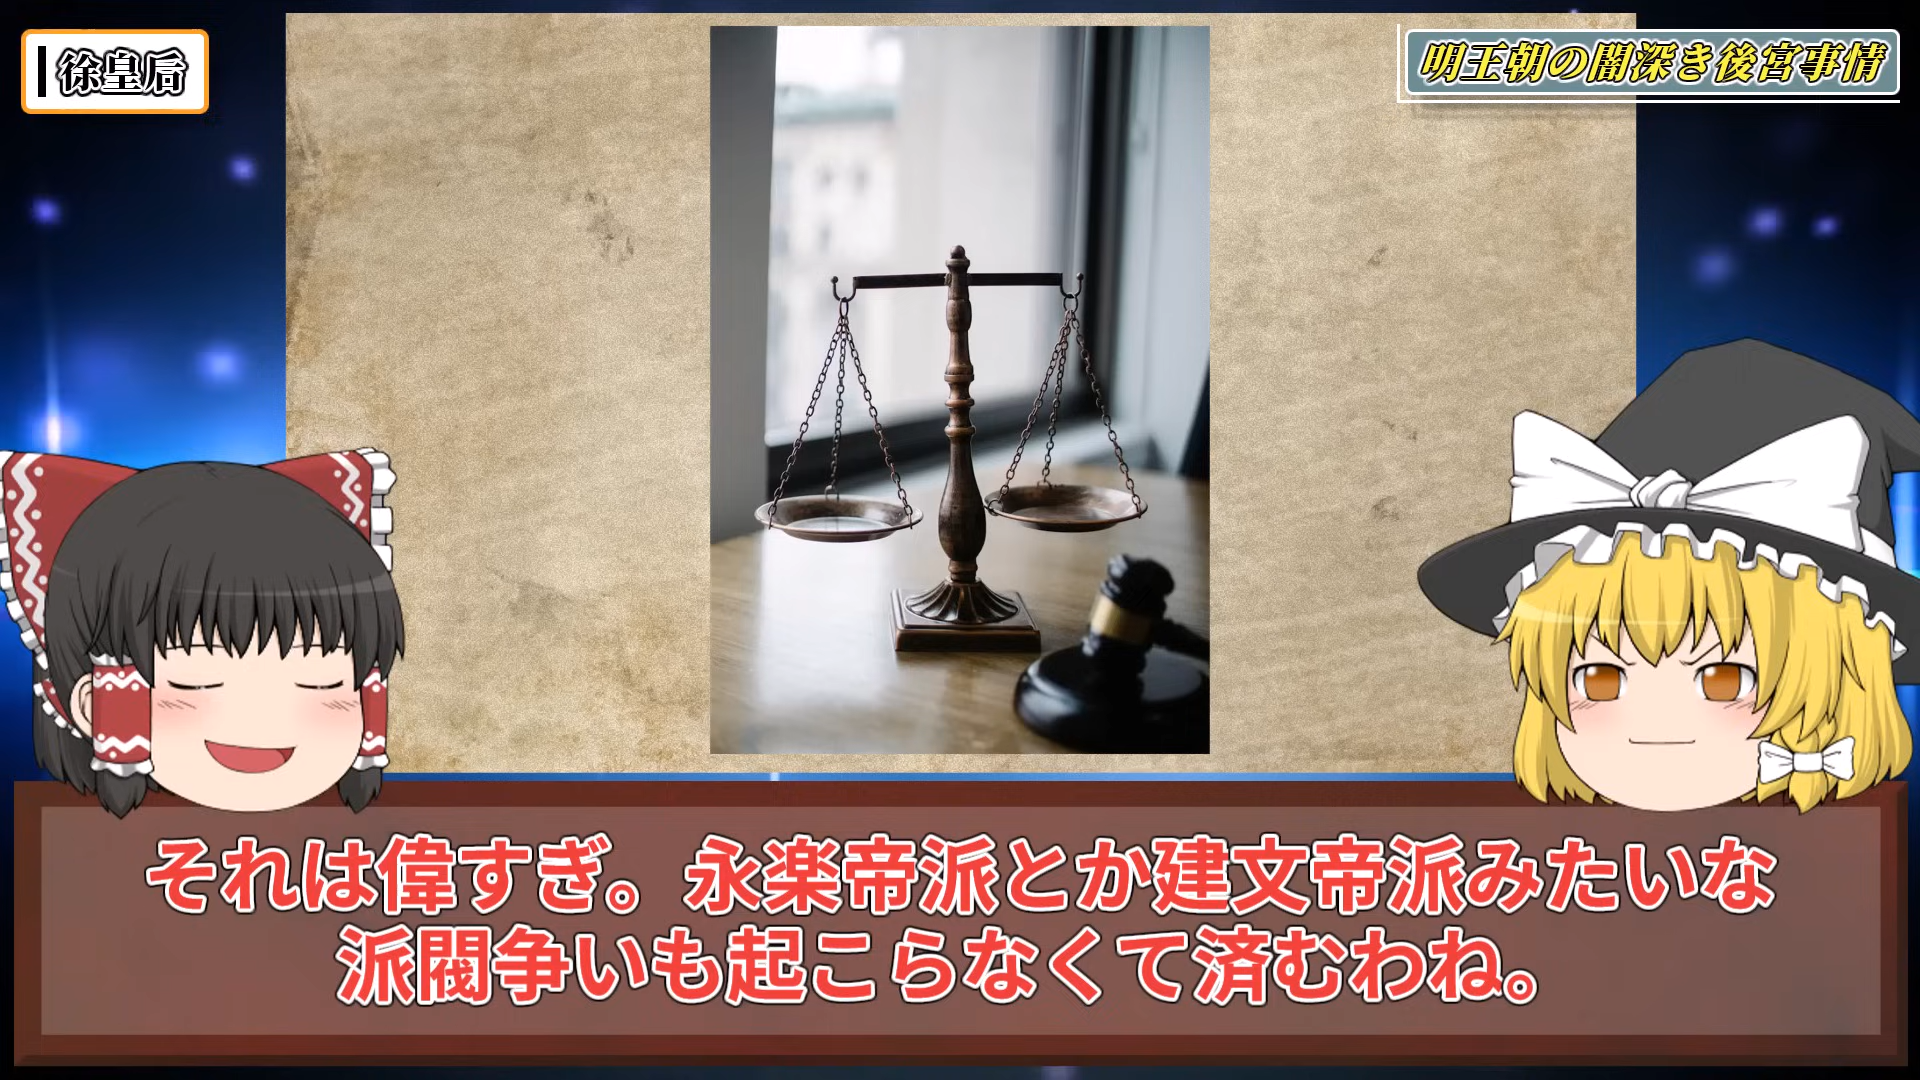 徐皇后
明王朝の闇深き後宮事情
それは偉すぎ。永楽帝派とか建文帝派みたいな
派閥争いも起こらなくて済むわね。